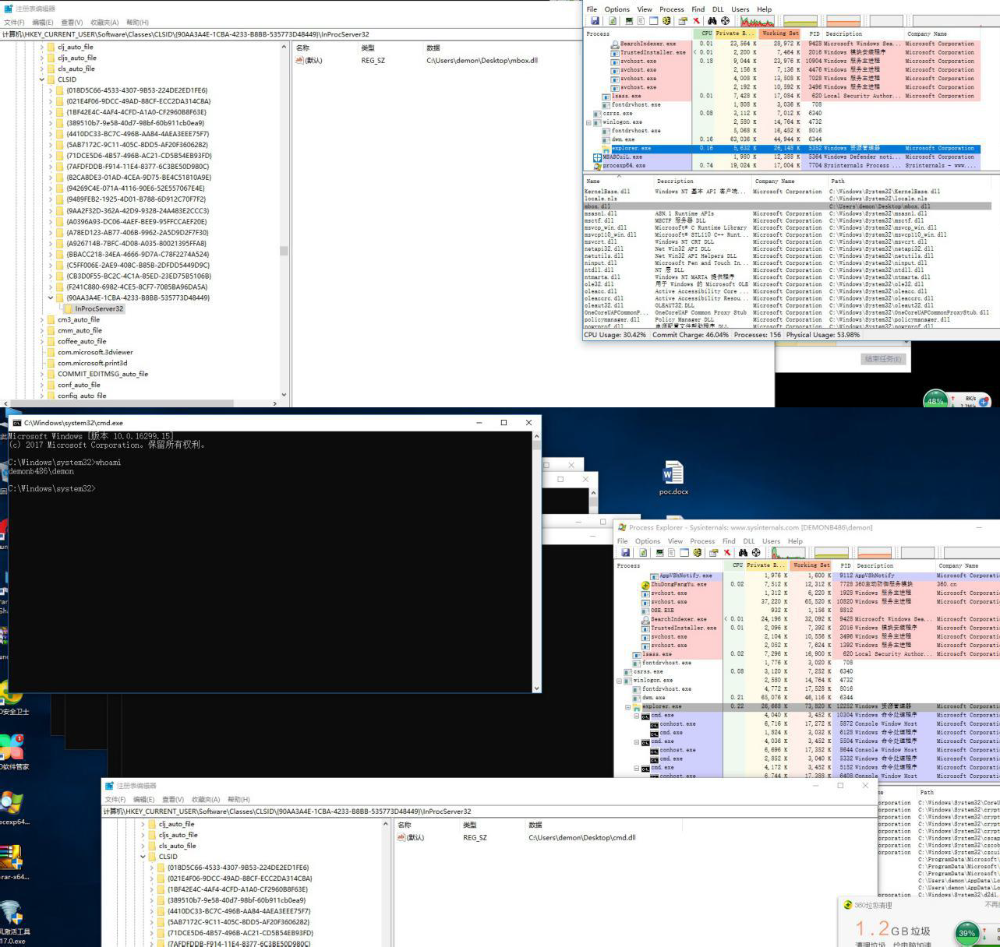 注册表编辑器
文件(F) 编辑(E) 查看(V) 收藏夹(A) 帮助(H)
计算机\HKEY_CURRENT_USER\Software\Classes\CLSID\{90AA3A4E-1CBA-4233-B8BB-535773D48449}\InProcServer32
clj_auto_file
cljs_auto_file
cls_auto_file
CLSID
{018D5C66-4533-4307-9B53-224DE2ED1FE6}
{021E4F06-9DCC-49AD-88CF-ECC2DA314C8A}
{1BF42E4C-4AF4-4CFD-A1A0-CF2960B8F63E}
{389510b7-9e58-40d7-98bf-60b911cb0ea9}
{4410DC33-BC7C-496B-AA84-4AEA3EEE75F7}
{5AB7172C-9C11-405C-8DD5-AF20F3606282}
{71DCE5D6-4B57-496B-AC21-CD5B54EB93FD}
{7AFDFDDB-F914-11E4-8377-6C3BE50D980C}
{82CA8DE3-01AD-4CEA-9D75-BE4C51810A9E}
{94269C4E-071A-4116-90E6-52E557067E4E}
{9489FEB2-1925-4D01-B788-6D912C70F7F2}
{9AA2F32D-362A-42D9-9328-24A483E2CCC3}
{A0396A93-DC06-4AEF-BEE9-95FFCCAEF20E}
{A78ED123-AB77-406B-9962-2A5D9D2F7F30}
{A926714B-7BFC-4D08-A035-80021395FFA8}
{BBACC218-34EA-4666-9D7A-C78F2274A524}
{C5FF006E-2AE9-408C-B85B-2DFDD5449D9C}
{CB3D0F55-BC2C-4C1A-85ED-23ED75B5106B}
{F241C880-6982-4CE5-8CF7-7085BA96DA5A}
{90AA3A4E-1CBA-4233-B8BB-535773D48449}
InProcServer32
cm3_auto_file
cmm_auto_file
coffee_auto_file
com.microsoft.3dviewer
com.microsoft.print3d
COMMIT_EDITMSG_auto_file
conf_auto_file
config_auto_file
名称 类型 数据
(默认) REG_SZ C:\Users\demon\Desktop\mbox.dll
File Options View Process Find DLL Users Help
Process CPU Private B... Working Set PID Description Company Name
SearchIndexer.exe 0.01 23,564 K 28,972 K 9428 Microsoft Windows Sea... Microsoft Corporation
TrustedInstaller.exe < 0.01 2,200 K 7,464 K 2016 Windows 模块安装程序 Microsoft Corporation
svchost.exe 0.18 9,044 K 23,976 K 10904 Windows 服务主进程 Microsoft Corporation
svchost.exe 2,156 K 7,136 K 4476 Windows 服务主进程 Microsoft Corporation
svchost.exe 4,008 K 13,508 K 7028 Windows 服务主进程 Microsoft Corporation
svchost.exe 2,192 K 10,592 K 3496 Windows 服务主进程 Microsoft Corporation
lsass.exe 0.01 7,428 K 17,084 K 620 Local Security Author... Microsoft Corporation
fontdrvhost.exe 1,808 K 3,036 K 708
csrss.exe 0.08 3,112 K 7,012 K 6340
winlogon.exe 2,580 K 14,764 K 4732
fontdrvhost.exe 5,068 K 16,452 K 8016
dwm.exe 0.16 63,036 K 44,944 K 6344
explorer.exe 0.16 5,632 K 26,148 K 5352 Windows 资源管理器 Microsoft Corporation
MSASCuiL.exe 1,980 K 12,388 K 5364 Windows Defender noti... Microsoft Corporation
procexp64.exe 0.74 19,024 K 17,004 K 7704 Sysinternals Process ... Sysinternals - www....
Name Description Company Name Path
KernelBase.dll Windows NT 基本 API 客户端... Microsoft Corporation C:\Windows\System32\KernelBase.dll
locale.nls C:\Windows\System32\locale.nls
mbox.dll C:\Users\demon\Desktop\mbox.dll
msasn1.dll ASN.1 Runtime APIs Microsoft Corporation C:\Windows\System32\msasn1.dll
msctf.dll MSCTF 服务器 DLL Microsoft Corporation C:\Windows\System32\msctf.dll
msvcp_win.dll Microsoft® C Runtime Library Microsoft Corporation C:\Windows\System32\msvcp_win.dll
msvcp110_win.dll Microsoft® STL110 C++ Runt... Microsoft Corporation C:\Windows\System32\msvcp110_win.dll
msvcrt.dll Windows NT CRT DLL Microsoft Corporation C:\Windows\System32\msvcrt.dll
netapi32.dll Net Win32 API DLL Microsoft Corporation C:\Windows\System32\netapi32.dll
netutils.dll Net Win32 API Helpers DLL Microsoft Corporation C:\Windows\System32\netutils.dll
ninput.dll Microsoft Pen and Touch In... Microsoft Corporation C:\Windows\System32\ninput.dll
ntdll.dll NT 层 DLL Microsoft Corporation C:\Windows\System32\ntdll.dll
ntmarta.dll Windows NT MARTA 提供程序 Microsoft Corporation C:\Windows\System32\ntmarta.dll
ole32.dll 用于 Windows 的 Microsoft OLE Microsoft Corporation C:\Windows\System32\ole32.dll
oleacc.dll Active Accessibility Core ... Microsoft Corporation C:\Windows\System32\oleacc.dll
oleaccrc.dll Active Accessibility Resou... Microsoft Corporation C:\Windows\System32\oleaccrc.dll
oleaut32.dll OLEAUT32.DLL Microsoft Corporation C:\Windows\System32\oleaut32.dll
OneCoreUAPCommonP... OneCoreUAP Common Proxy Stub Microsoft Corporation C:\Windows\System32\OneCoreUAPCommonProxyStub.dll
policymanager.dll Policy Manager DLL Microsoft Corporation C:\Windows\System32\policymanager.dll
powrprof.dll 电源配置文件帮助程序 DLL Microsoft Corporation C:\Windows\System32\powrprof.dll
CPU Usage: 30.42% Commit Charge: 46.04% Processes: 156 Physical Usage: 53.98%
结束任务(E)
48% 8K/s
C:\Windows\system32\cmd.exe
Microsoft Windows [版本 10.0.16299.15]
(c) 2017 Microsoft Corporation。保留所有权利。
C:\Windows\system32>whoami
demonb486\demon
C:\Windows\system32>
poc.docx
Process Explorer - Sysinternals: www.sysinternals.com [DEMONB486\demon]
File Options View Process Find DLL Users Help
Process CPU Private B... Working Set PID Description Company Name
AppVShNotify.exe 1,976 K 1,600 K 9112 AppVShNotify Microsoft Corporati
ZhuDongFangYu.exe 0.02 7,512 K 12,312 K 7728 360主动防御服务模块 360.cn
svchost.exe 1,312 K 6,220 K 1928 Windows 服务主进程 Microsoft Corporati
svchost.exe 37,220 K 65,520 K 10820 Windows 服务主进程 Microsoft Corporati
OSE.EXE 932 K 1,156 K 8812
SearchIndexer.exe < 0.01 24,196 K 32,092 K 9428 Microsoft Windows Sea... Microsoft Corporati
TrustedInstaller.exe 0.01 2,096 K 7,392 K 2016 Windows 模块安装程序 Microsoft Corporati
svchost.exe 2,104 K 10,556 K 3496 Windows 服务主进程 Microsoft Corporati
svchost.exe 2,052 K 7,624 K 1392 Windows 服务主进程 Microsoft Corporati
lsass.exe 0.02 7,296 K 16,900 K 620 Local Security Author... Microsoft Corporati
fontdrvhost.exe 1,776 K 3,020 K 708
csrss.exe 0.08 3,120 K 7,252 K 6340
winlogon.exe 2,580 K 14,764 K 4732
fontdrvhost.exe 4,772 K 17,528 K 8016
dwm.exe 0.21 65,076 K 46,116 K 6344
explorer.exe 0.22 26,668 K 73,820 K 12252 Windows 资源管理器 Microsoft Corporati
cmd.exe 4,040 K 3,452 K 10304 Windows 命令处理程序 Microsoft Corporati
conhost.exe 6,716 K 17,272 K 5872 Console Window Host Microsoft Corporati
cmd.exe 1,824 K 3,032 K 6128 Windows 命令处理程序 Microsoft Corporati
cmd.exe 4,036 K 3,452 K 5504 Windows 命令处理程序 Microsoft Corporati
conhost.exe 6,696 K 17,352 K 8644 Console Window Host Microsoft Corporati
cmd.exe 2,852 K 3,040 K 5332 Windows 命令处理程序 Microsoft Corporati
cmd.exe 4,172 K 3,452 K 5152 Windows 命令处理程序 Microsoft Corporati
conhost.exe 6,744 K 17,388 K 6408 Console Window Host Microsoft Corporati
安全卫士
软件管家
ocexp64...
rar-x64...
风激活工具
17.0.exe
注册表编辑器
文件(F) 编辑(E) 查看(V) 收藏夹(A) 帮助(H)
计算机\HKEY_CURRENT_USER\Software\Classes\CLSID\{90AA3A4E-1CBA-4233-B8BB-535773D48449}\InProcServer32
clj_auto_file
cljs_auto_file
cls_auto_file
CLSID
{018D5C66-4533-4307-9B53-224DE2ED1FE6}
{021E4F06-9DCC-49AD-88CF-ECC2DA314C8A}
{1BF42E4C-4AF4-4CFD-A1A0-CF2960B8F63E}
{389510b7-9e58-40d7-98bf-60b911cb0ea9}
{4410DC33-BC7C-496B-AA84-4AEA3EEE75F7}
{5AB7172C-9C11-405C-8DD5-AF20F3606282}
{71DCE5D6-4B57-496B-AC21-CD5B54EB93FD}
{7AFDFDDB-F914-11E4-8377-6C3BE50D980C}
名称 类型 数据
(默认) REG_SZ C:\Users\demon\Desktop\cmd.dll
Path
C:\Windows\System32\CoreU
C:\Windows\System32\crypt
C:\Windows\System32\crypt
C:\Windows\System32\crypt
C:\Windows\System32\crypt
C:\Windows\System32\cscap
C:\Windows\System32\cscob
C:\Windows\System32\cscui
C:\ProgramData\Microsoft\
C:\ProgramData\Microsoft\
C:\ProgramData\Microsoft\
C:\Users\demon\AppData\Lo
C:\Users\demon\AppData\Lo
C:\Windows\System32\d2d1.
360垃圾清理
1.2GB垃圾
39%
清理垃圾，给电脑加速